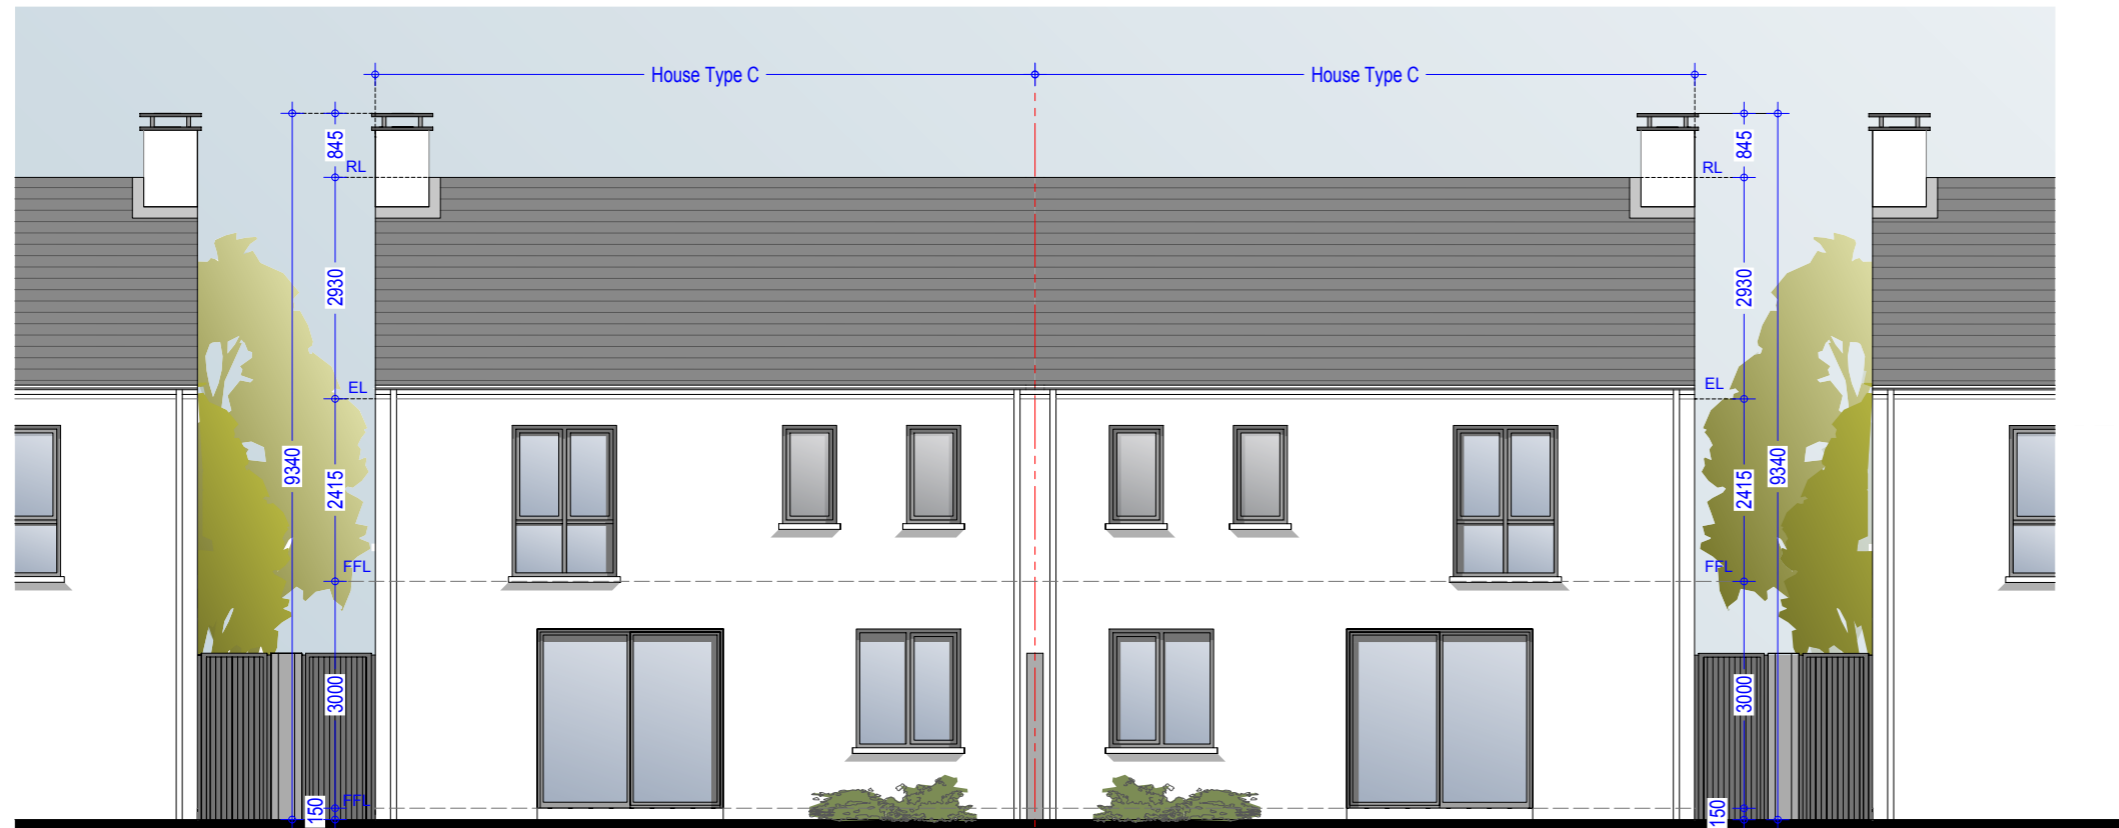 House Type C House Type C
845 845
RL RL
2930 2930
EL EL
9340 2415 2415 9340
FFL FFL
3000 3000
150 FFL 150